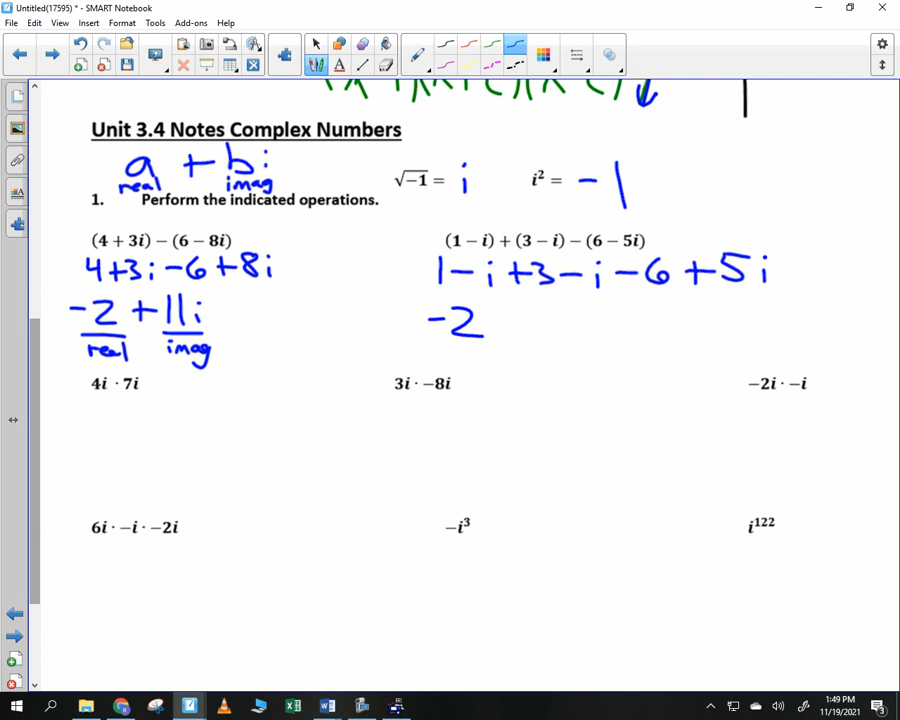 Untitled(17595) * - SMART Notebook
File Edit View Insert Format Tools Add-ons Help
Unit 3.4 Notes Complex Numbers
a + bi
real imag
√−1 = i i² = −1
1. Perform the indicated operations.
(4 + 3i) − (6 − 8i) (1 − i) + (3 − i) − (6 − 5i)
4+3i −6+8i 1 − i +3 − i − 6 + 5i
−2 + 11i −2
real imag
4i · 7i 3i · −8i −2i · −i
6i · −i · −2i −i³ i¹²²
1:49 PM
11/19/2021
3